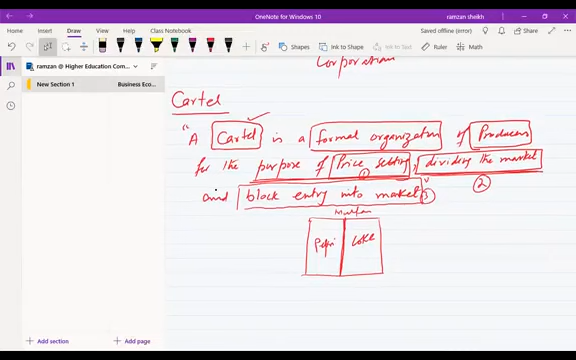 OneNote for Windows 10
ramzan sheikh
Home Insert Draw View Help
Saved offline (error) Share
Shapes Ink to Shape Ink to Text Ruler Math
ramzan @ Higher Education Com...
New Section 1 Business Eco...
Corporation
Cartel
"A Cartel is a formal organization of Producers
for the purpose of Price setting, dividing the market
1
2
and block entry into market" 3
Pepsi Coke
Add section Add page